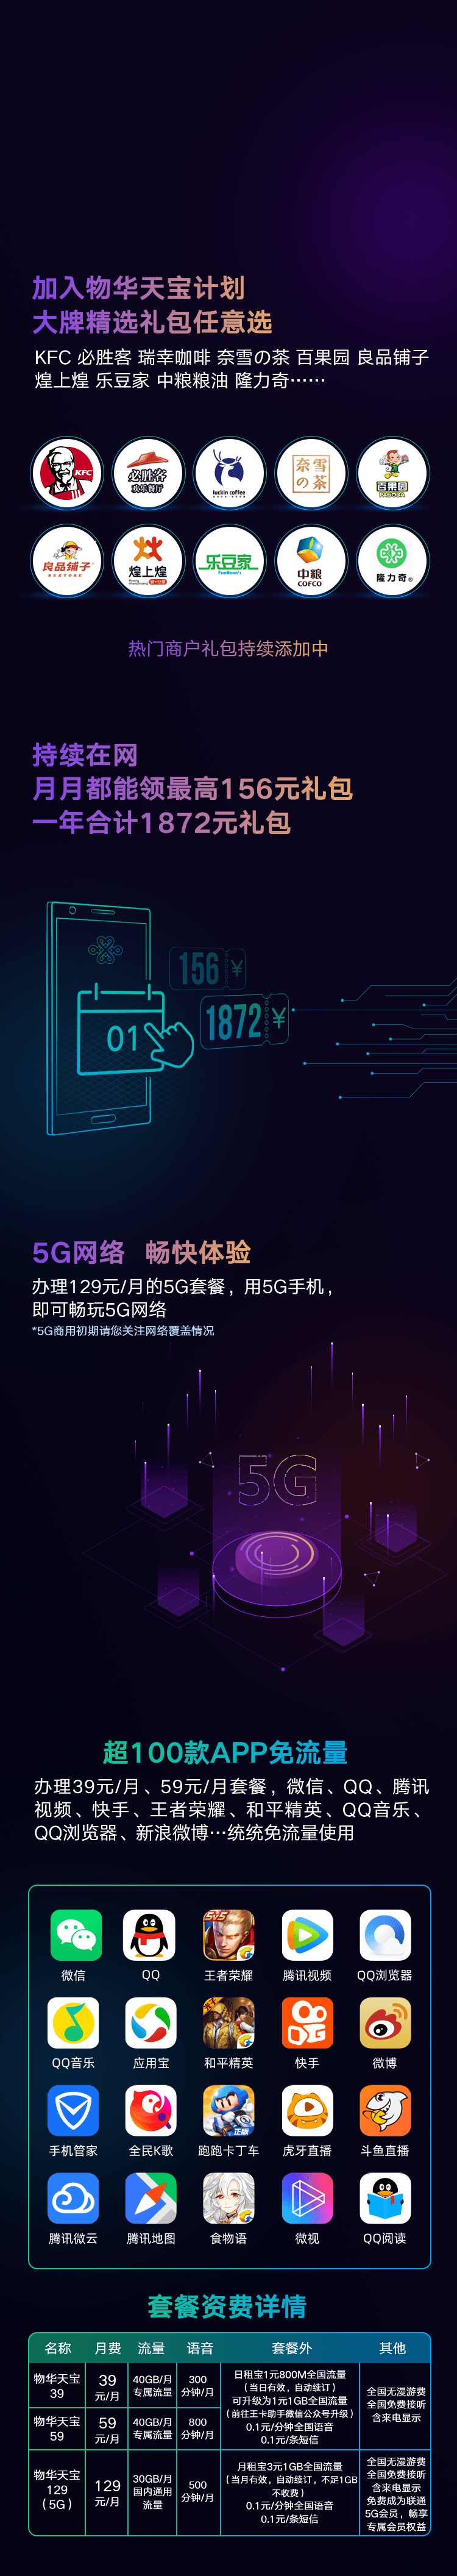 加入物华天宝计划
大牌精选礼包任意选
KFC 必胜客 瑞幸咖啡 奈雪の茶 百果园 良品铺子
煌上煌 乐豆家 中粮粮油 隆力奇……
KFC
必胜客
欢乐餐厅
luckin coffee
奈雪
の茶
百果园
PAGODA
良品铺子
BESTORE
煌上煌
乐豆家
FunBean's
中粮
COFCO
隆力奇®
热门商户礼包持续添加中
持续在网
月月都能领最高156元礼包
一年合计1872元礼包
156 ¥
1872 ¥
01
5G网络 畅快体验
办理129元/月的5G套餐，用5G手机，
即可畅玩5G网络
*5G商用初期请您关注网络覆盖情况
5G
超100款APP免流量
办理39元/月、59元/月套餐，微信、QQ、腾讯
视频、快手、王者荣耀、和平精英、QQ音乐、
QQ浏览器、新浪微博…统统免流量使用
5V5
微信 QQ 王者荣耀 腾讯视频 QQ浏览器
QQ音乐 应用宝 和平精英 快手 微博
正版
手机管家 全民K歌 跑跑卡丁车 虎牙直播 斗鱼直播
腾讯微云 腾讯地图 食物语 微视 QQ阅读
套餐资费详情
名称 月费 流量 语音 套餐外 其他
物华天宝
39
39
元/月
40GB/月
专属流量
300
分钟/月
物华天宝
59
59
元/月
40GB/月
专属流量
800
分钟/月
日租宝1元800M全国流量
（当日有效，自动续订）
可升级为1元1GB全国流量
（前往王卡助手微信公众号升级）
0.1元/分钟全国语音
0.1元/条短信
全国无漫游费
全国免费接听
含来电显示
物华天宝
129
（5G）
129
元/月
30GB/月
国内通用
流量
500
分钟/月
月租宝3元1GB全国流量
（当月有效，自动续订，不足1GB
不收费）
0.1元/分钟全国语音
0.1元/条短信
全国无漫游费
全国免费接听
含来电显示
免费成为联通
5G会员，畅享
专属会员权益